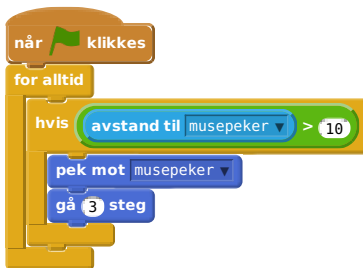 når klikkes
for alltid
hvis avstand til musepeker > 10
pek mot musepeker
gå 3 steg